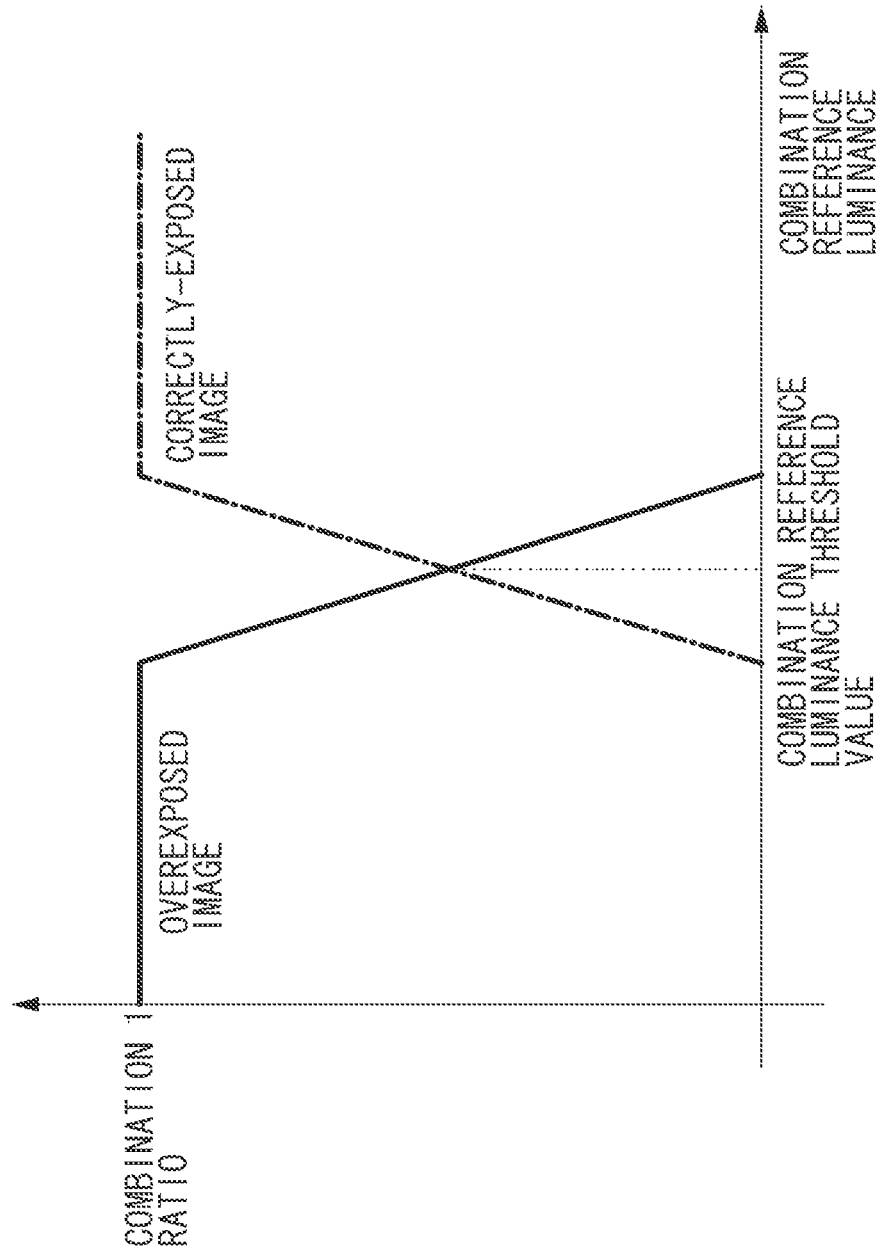 COMBINATION
RATIO
1
OVEREXPOSED
IMAGE
CORRECTLY-EXPOSED
IMAGE
COMBINATION REFERENCE
LUMINANCE THRESHOLD
VALUE
COMBINATION
REFERENCE
LUMINANCE